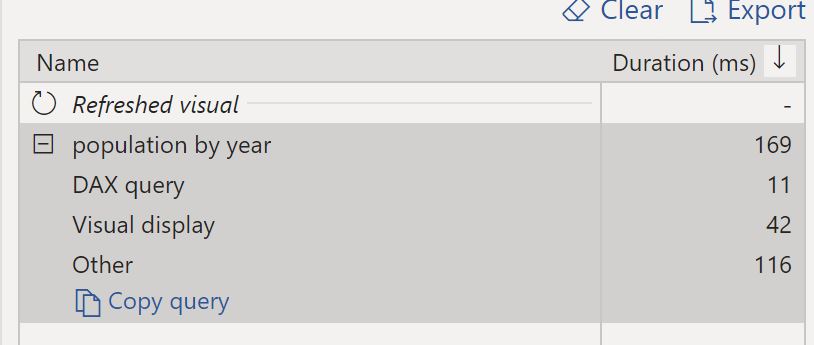 Clear Export
Name Duration (ms)
Refreshed visual -
population by year 169
DAX query 11
Visual display 42
Other 116
Copy query